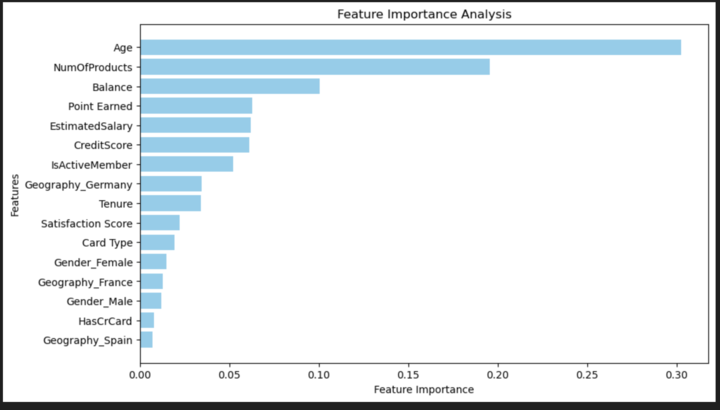 Feature Importance Analysis
Age
NumOfProducts
Balance
Point Earned
EstimatedSalary
CreditScore
IsActiveMember
Geography_Germany
Tenure
Satisfaction Score
Card Type
Gender_Female
Geography_France
Gender_Male
HasCrCard
Geography_Spain
Features
0.00 0.05 0.10 0.15 0.20 0.25 0.30
Feature Importance